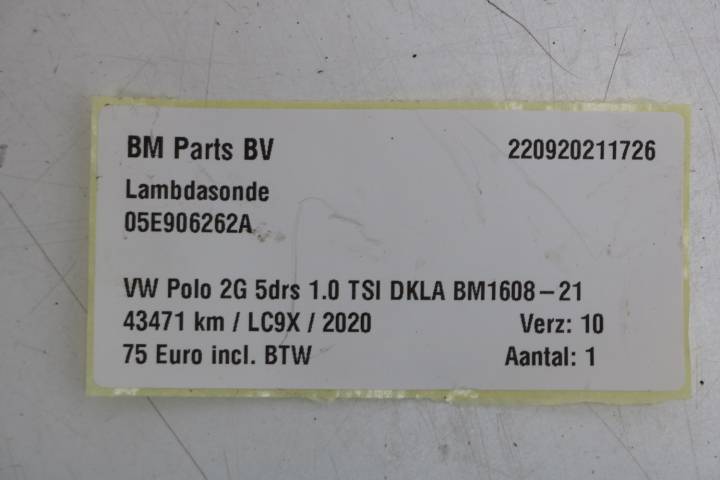 BM Parts BV 220920211726
Lambdasonde
05E906262A
VW Polo 2G 5drs 1.0 TSI DKLA BM1608-21
43471 km / LC9X / 2020 Verz: 10
75 Euro incl. BTW Aantal: 1